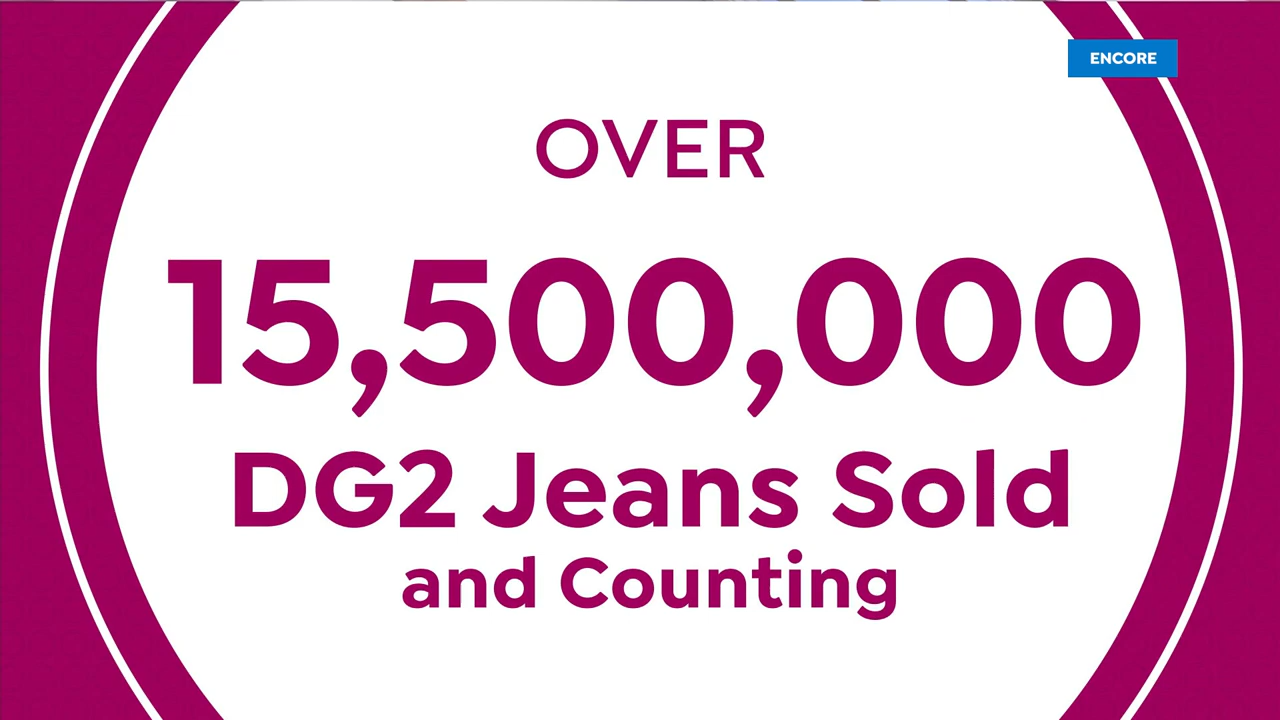 ENCORE
OVER
15,500,000
DG2 Jeans Sold
and Counting